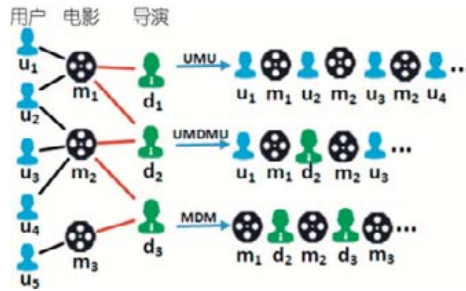 用户 电影 导演
u1 m1 d1
u2
u3 m2 d2
u4
u5 m3 d3
UMU
u1 m1 u2 m2 u3 m2 u4 ...
UMDMU
u1 m1 d2 m2 u3 ...
MDM
m1 d2 m2 d3 m3 ...